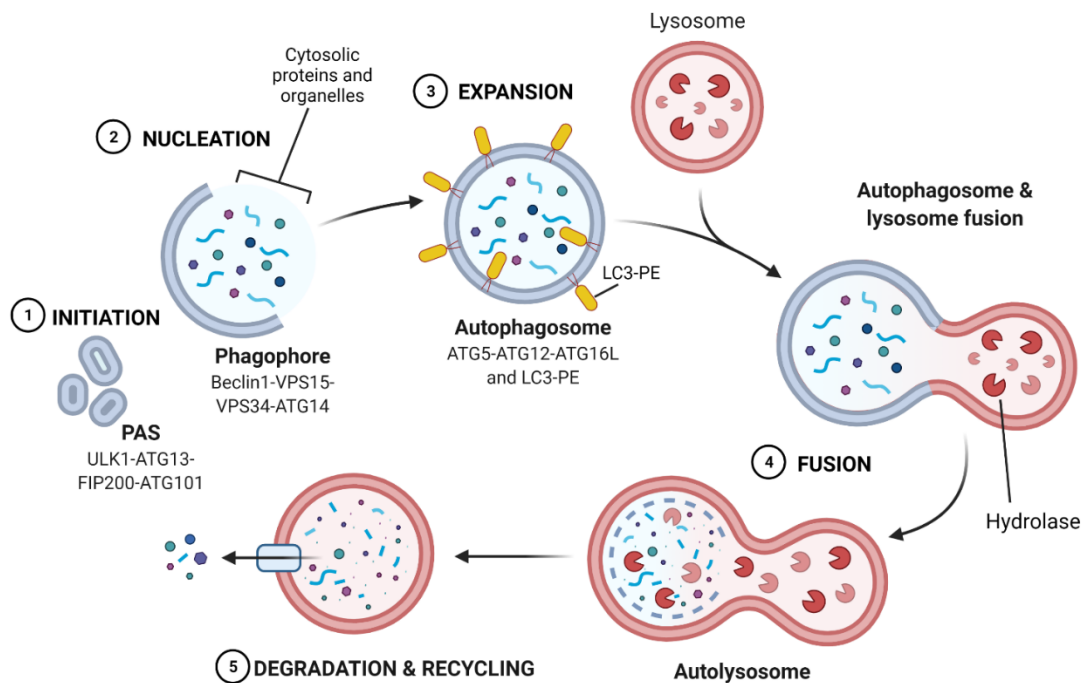 Lysosome
Cytosolic
proteins and
organelles
3 EXPANSION
2 NUCLEATION
Autophagosome &
lysosome fusion
LC3-PE
1 INITIATION
Autophagosome
ATG5-ATG12-ATG16L
and LC3-PE
Phagophore
Beclin1-VPS15-
VPS34-ATG14
PAS
ULK1-ATG13-
FIP200-ATG101
4 FUSION
Hydrolase
5 DEGRADATION & RECYCLING
Autolysosome